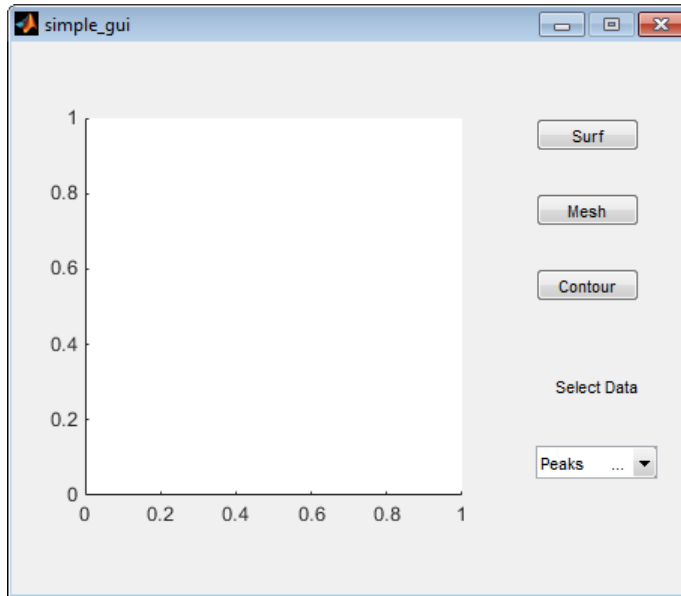 simple_gui
1
0.8
0.6
0.4
0.2
0
0 0.2 0.4 0.6 0.8 1
Surf
Mesh
Contour
Select Data
Peaks ...